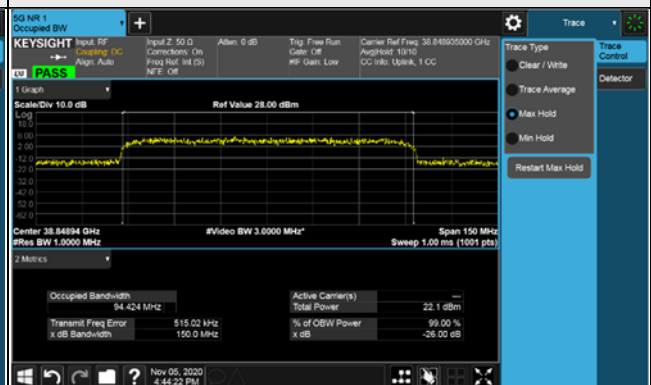 5G NR 1
Occupied BW
Trace
KEYSIGHT
Input: RF
Coupling: DC
Align: Auto
Input Z: 50 Ω
Corrections: On
Freq Ref: Int (S)
NFE: Off
Atten: 0 dB
Trig: Free Run
Gate: Off
#IF Gain: Low
Carrier Ref Freq: 38.848935000 GHz
Avg|Hold: 10/10
CC Info: Uplink, 1 CC
PASS
Trace Type
Clear / Write
Trace Average
Max Hold
Min Hold
Restart Max Hold
Trace
Control
Detector
1 Graph
Scale/Div 10.0 dB
Ref Value 28.00 dBm
Log
18.0
8.00
2.00
-12.0
-22.0
-32.0
-42.0
-52.0
-62.0
Center 38.84894 GHz
#Video BW 3.0000 MHz*
Span 150 MHz
#Res BW 1.0000 MHz
Sweep 1.00 ms (1001 pts)
2 Metrics
Occupied Bandwidth
94.424 MHz
Active Carrier(s)
---
Total Power
22.1 dBm
Transmit Freq Error
515.02 kHz
% of OBW Power
99.00 %
x dB Bandwidth
150.0 MHz
x dB
-26.00 dB
?
Nov 05, 2020
4:44:22 PM